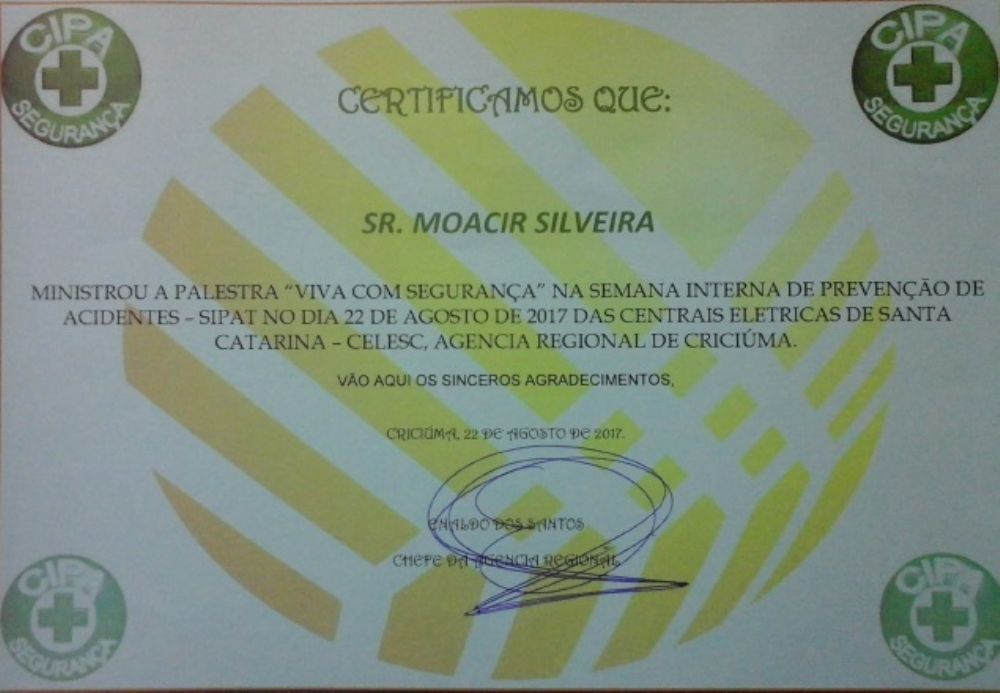 CIPA
SEGURANÇA
CIPA
SEGURANÇA
CERTIFICAMOS QUE:
SR. MOACIR SILVEIRA
MINISTROU A PALESTRA “VIVA COM SEGURANÇA” NA SEMANA INTERNA DE PREVENÇÃO DE
ACIDENTES – SIPAT NO DIA 22 DE AGOSTO DE 2017 DAS CENTRAIS ELETRICAS DE SANTA
CATARINA – CELESC, AGENCIA REGIONAL DE CRICIÚMA.
VÃO AQUI OS SINCEROS AGRADECIMENTOS,
CRICIÚMA, 22 DE AGOSTO DE 2017.
ENALDO DOS SANTOS
CHEFE DA AGENCIA REGIONAL
CIPA
SEGURANÇA
CIPA
SEGURANÇA